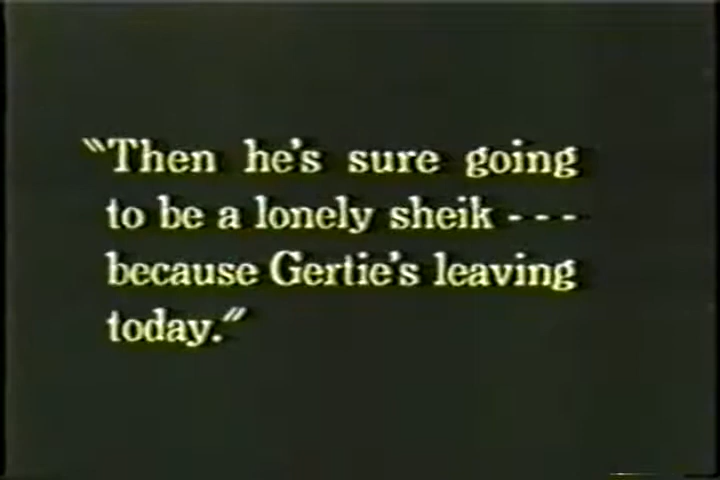 "Then he's sure going
to be a lonely sheik - - -
because Gertie's leaving
today."